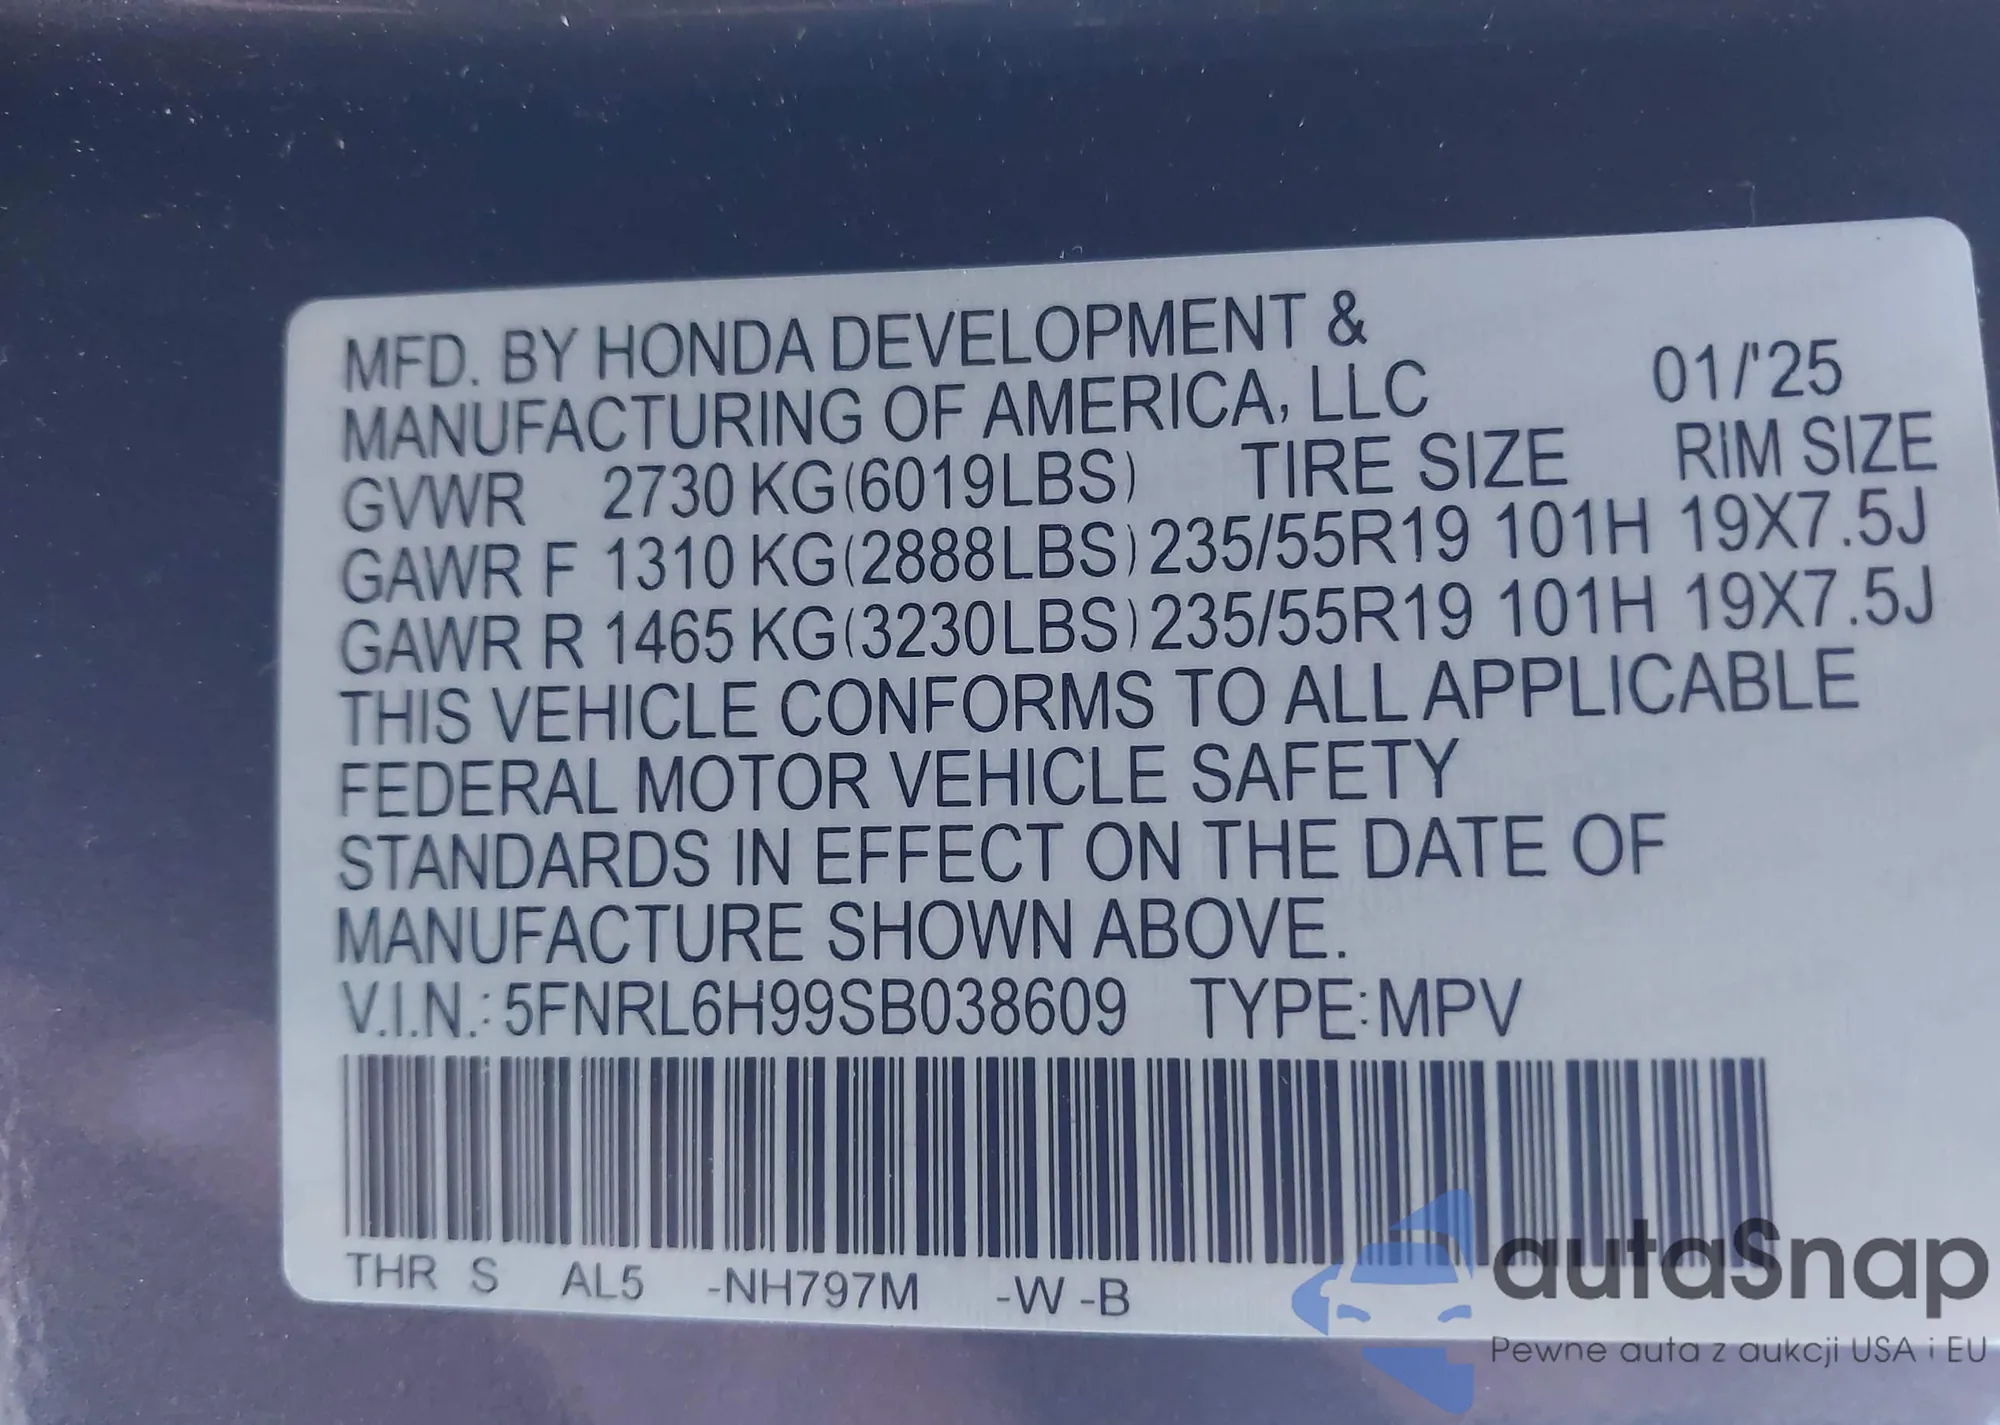 MFD. BY HONDA DEVELOPMENT &
MANUFACTURING OF AMERICA, LLC 01/'25
GVWR 2730 KG(6019LBS) TIRE SIZE RIM SIZE
GAWR F 1310 KG(2888LBS) 235/55R19 101H 19X7.5J
GAWR R 1465 KG(3230LBS) 235/55R19 101H 19X7.5J
THIS VEHICLE CONFORMS TO ALL APPLICABLE
FEDERAL MOTOR VEHICLE SAFETY
STANDARDS IN EFFECT ON THE DATE OF
MANUFACTURE SHOWN ABOVE.
V.I.N.: 5FNRL6H99SB038609 TYPE:MPV
THR S AL5 -NH797M -W -B
autaSnap
Pewne auta z aukcji USA i EU